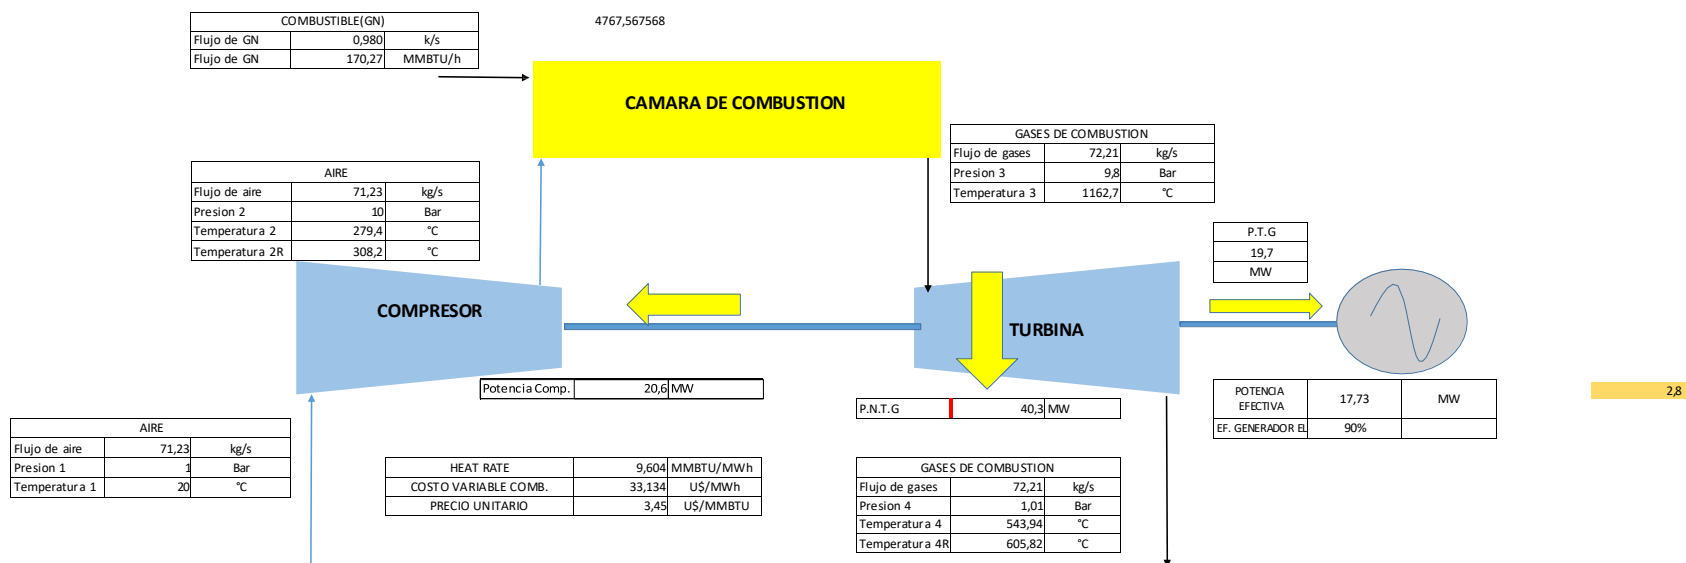 COMBUSTIBLE(GN)
Flujo de GN 0,980 k/s
Flujo de GN 170,27 MMBTU/h
4767,567568
CAMARA DE COMBUSTION
GASES DE COMBUSTION
Flujo de gases 72,21 kg/s
Presion 3 9,8 Bar
Temperatura 3 1162,7 °C
AIRE
Flujo de aire 71,23 kg/s
Presion 2 10 Bar
Temperatura 2 279,4 °C
Temperatura 2R 308,2 °C
P.T.G
19,7
MW
COMPRESOR
TURBINA
Potencia Comp. 20,6 MW
P.N.T.G 40,3 MW
POTENCIA EFECTIVA 17,73 MW
EF. GENERADOR EL 90%
2,8
AIRE
Flujo de aire 71,23 kg/s
Presion 1 1 Bar
Temperatura 1 20 °C
HEAT RATE 9,604 MMBTU/MWh
COSTO VARIABLE COMB. 33,134 U$/MWh
PRECIO UNITARIO 3,45 U$/MMBTU
GASES DE COMBUSTION
Flujo de gases 72,21 kg/s
Presion 4 1,01 Bar
Temperatura 4 543,94 °C
Temperatura 4R 605,82 °C